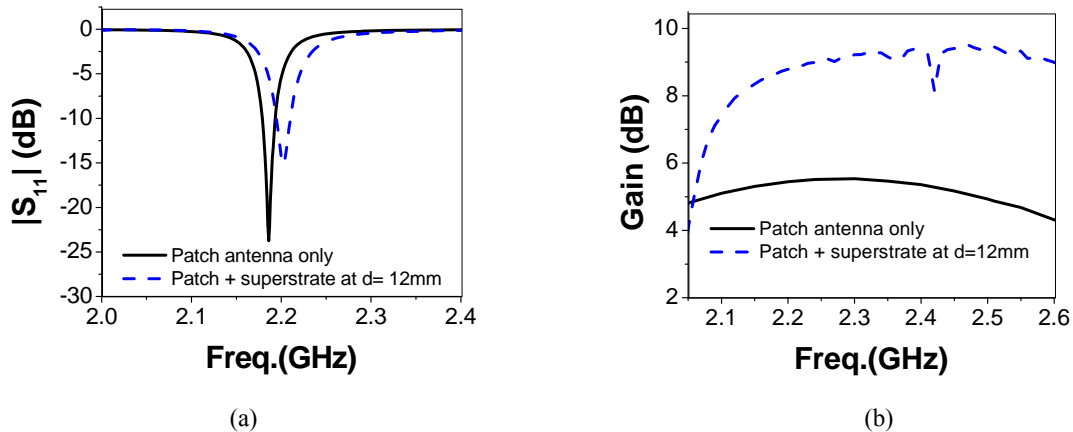 0
-5
-10
-15
-20
-25
-30
|S11| (dB)
Patch antenna only
Patch + superstrate at d= 12mm
2.0 2.1 2.2 2.3 2.4
Freq.(GHz)
(a)
10
8
6
4
2
Gain (dB)
Patch antenna only
Patch + superstrate at d=12mm
2.1 2.2 2.3 2.4 2.5 2.6
Freq.(GHz)
(b)